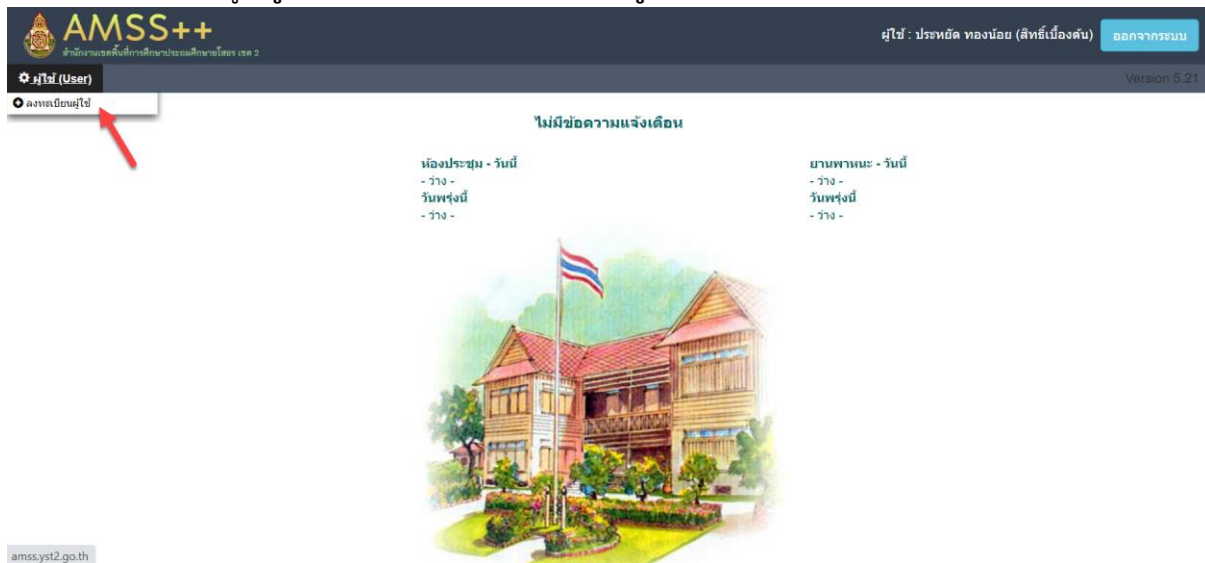 AMSS++
สำนักงานเขตพื้นที่การศึกษาประถมศึกษายโสธร เขต 2
ผู้ใช้ : ประหยัด ทองน้อย (สิทธิ์เบื้องต้น)
ออกจากระบบ
ผู้ใช้ (User)
Version 5.21
ลงทะเบียนผู้ใช้
ไม่มีข้อความแจ้งเตือน
ห้องประชุม - วันนี้
- ว่าง -
วันพรุ่งนี้
- ว่าง -
ยานพาหนะ - วันนี้
- ว่าง -
วันพรุ่งนี้
- ว่าง -
amss.yst2.go.th